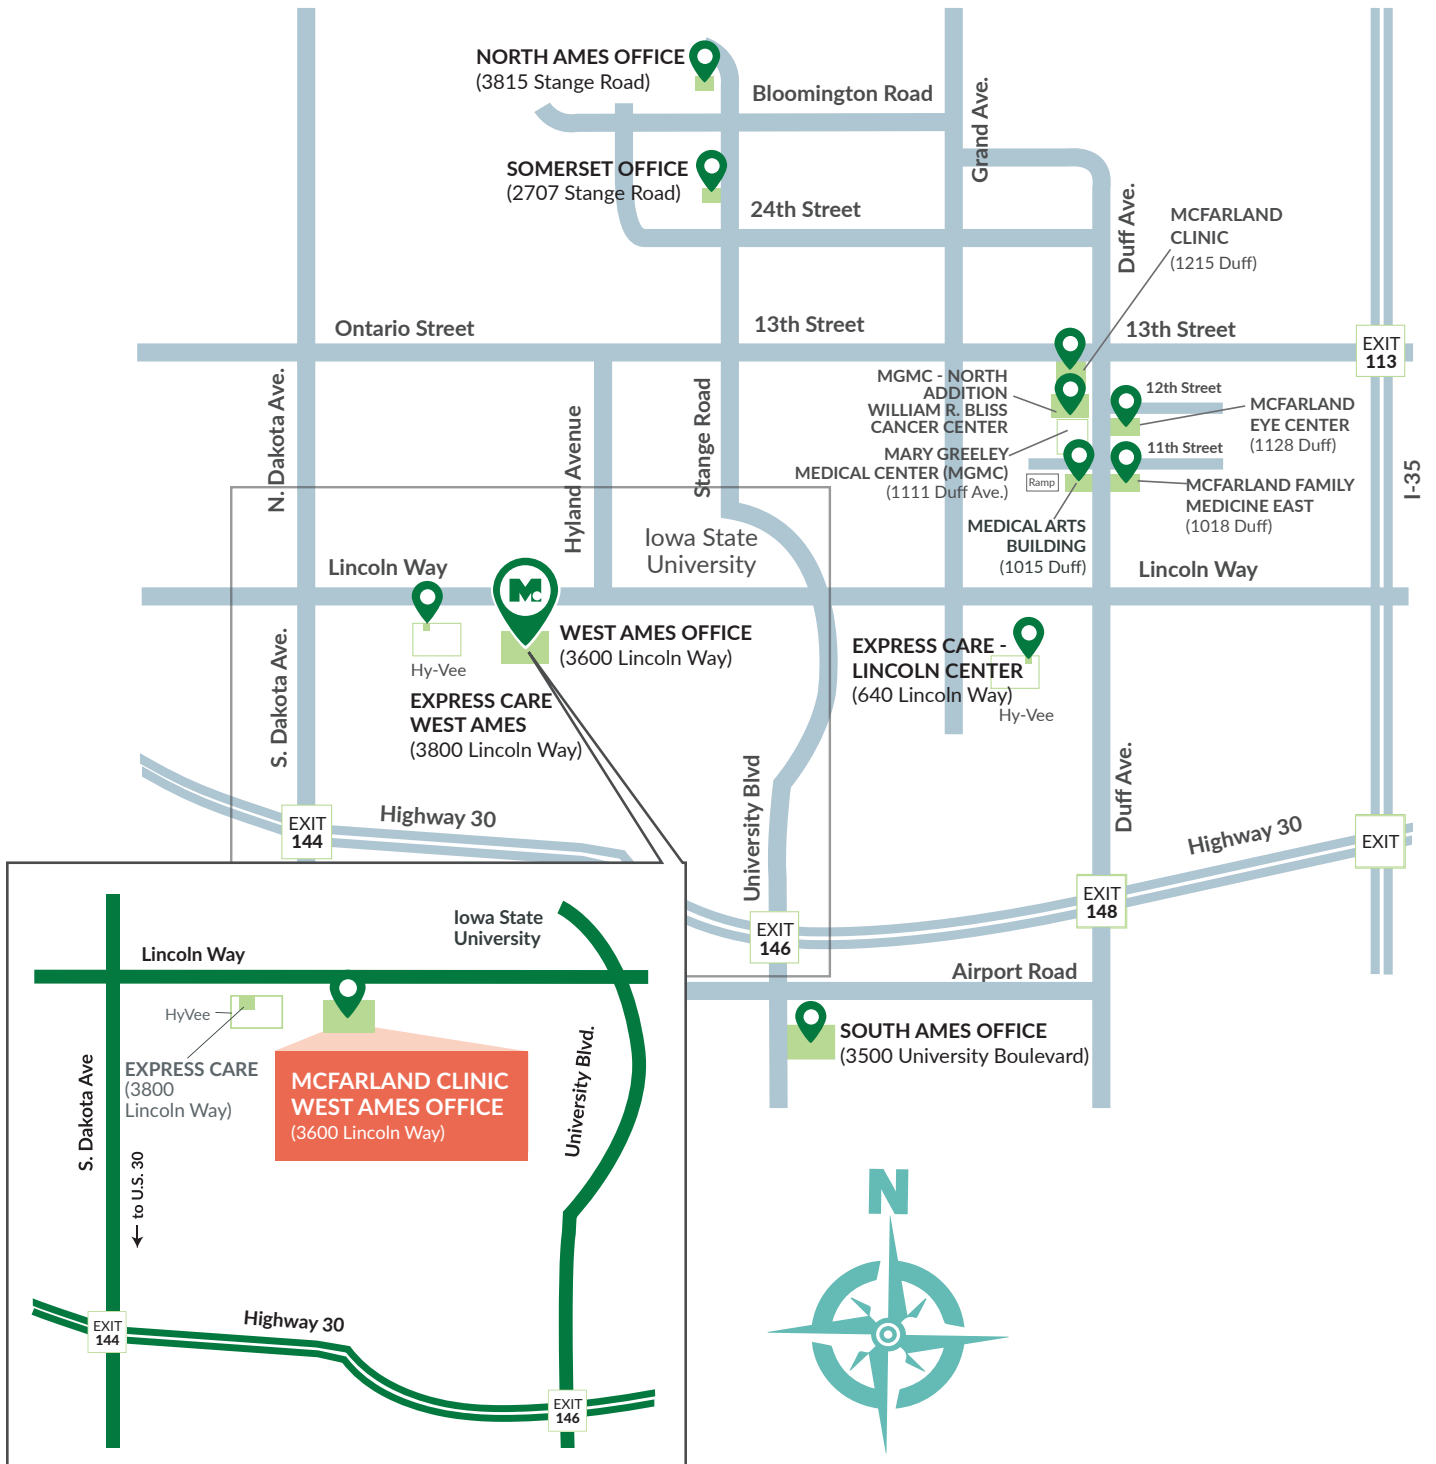 NORTH AMES OFFICE
(3815 Stange Road)
Bloomington Road
Grand Ave.
SOMERSET OFFICE
(2707 Stange Road)
24th Street
Duff Ave.
MCFARLAND
CLINIC
(1215 Duff)
Ontario Street
13th Street
13th Street
EXIT
113
N. Dakota Ave.
Hyland Avenue
Stange Road
MGMC - NORTH
ADDITION
WILLIAM R. BLISS
CANCER CENTER
12th Street
MCFARLAND
EYE CENTER
(1128 Duff)
MARY GREELEY
MEDICAL CENTER (MGMC)
(1111 Duff Ave.)
Ramp
11th Street
MCFARLAND FAMILY
MEDICINE EAST
(1018 Duff)
I-35
MEDICAL ARTS
BUILDING
(1015 Duff)
Iowa State
University
Lincoln Way
Lincoln Way
M.
Hy-Vee
WEST AMES OFFICE
(3600 Lincoln Way)
S. Dakota Ave.
EXPRESS CARE
WEST AMES
(3800 Lincoln Way)
EXPRESS CARE -
LINCOLN CENTER
(640 Lincoln Way)
Hy-Vee
University Blvd
Duff Ave.
EXIT
144
Highway 30
Highway 30
EXIT
EXIT
148
EXIT
146
Airport Road
SOUTH AMES OFFICE
(3500 University Boulevard)
Iowa State
University
Lincoln Way
HyVee
EXPRESS CARE
(3800
Lincoln Way)
MCFARLAND CLINIC
WEST AMES OFFICE
(3600 Lincoln Way)
S. Dakota Ave
to U.S. 30
University Blvd.
Highway 30
EXIT
144
EXIT
146
N